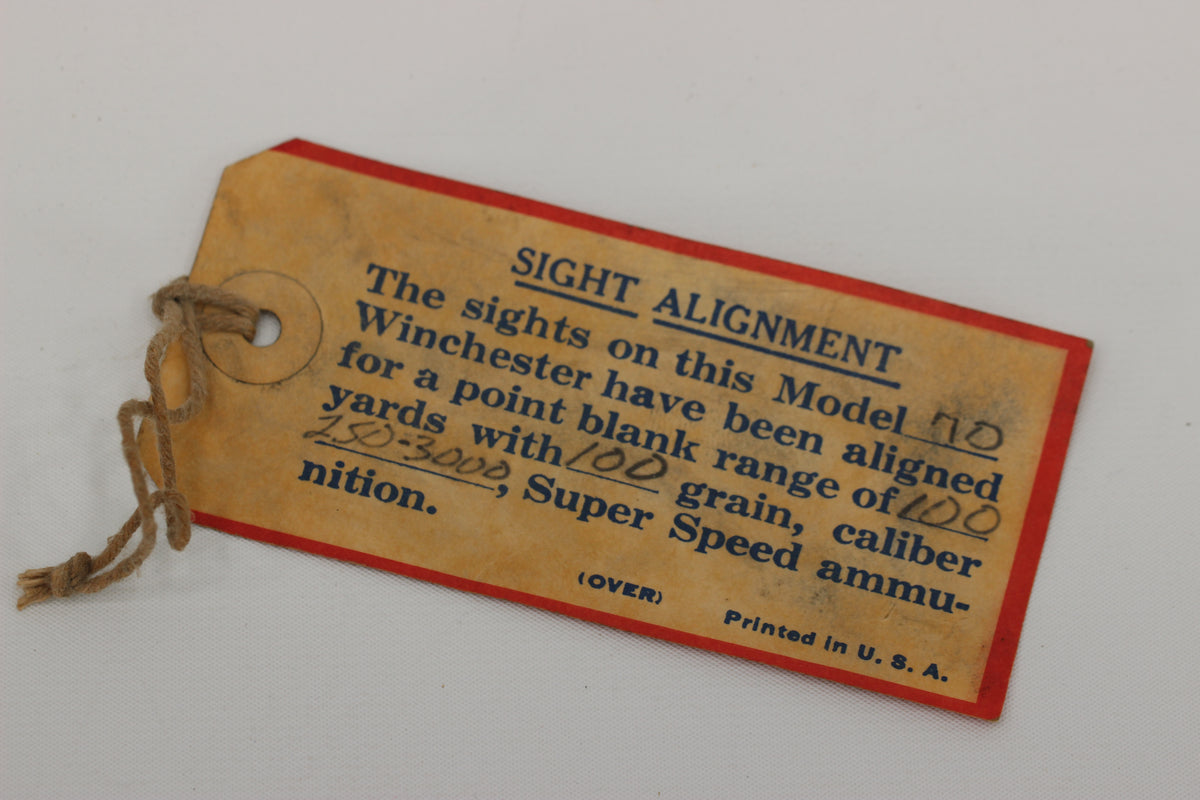 SIGHT ALIGNMENT
The sights on this Model 70
Winchester have been aligned
for a point blank range of 100
yards with 100 grain, caliber
250-3000, Super Speed ammu-
nition.
(OVER)
Printed in U. S. A.